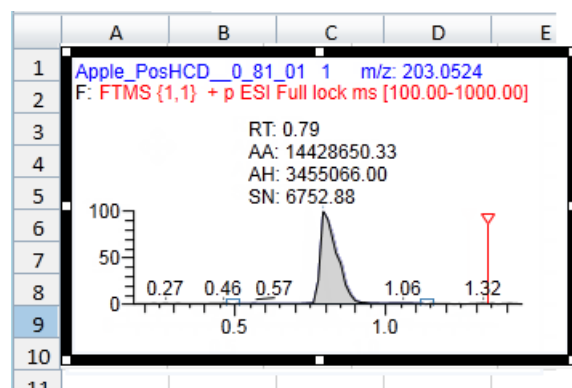 A B C D E
1 Apple_PosHCD__0_81_01 1 m/z: 203.0524
2 F: FTMS {1,1} + p ESI Full lock ms [100.00-1000.00]
3 RT: 0.79
4 AA: 14428650.33
5 AH: 3455066.00
SN: 6752.88
6 100
7 50
8 0.27 0.46 0.57 1.06 1.32
0
9 0.5 1.0
10
11